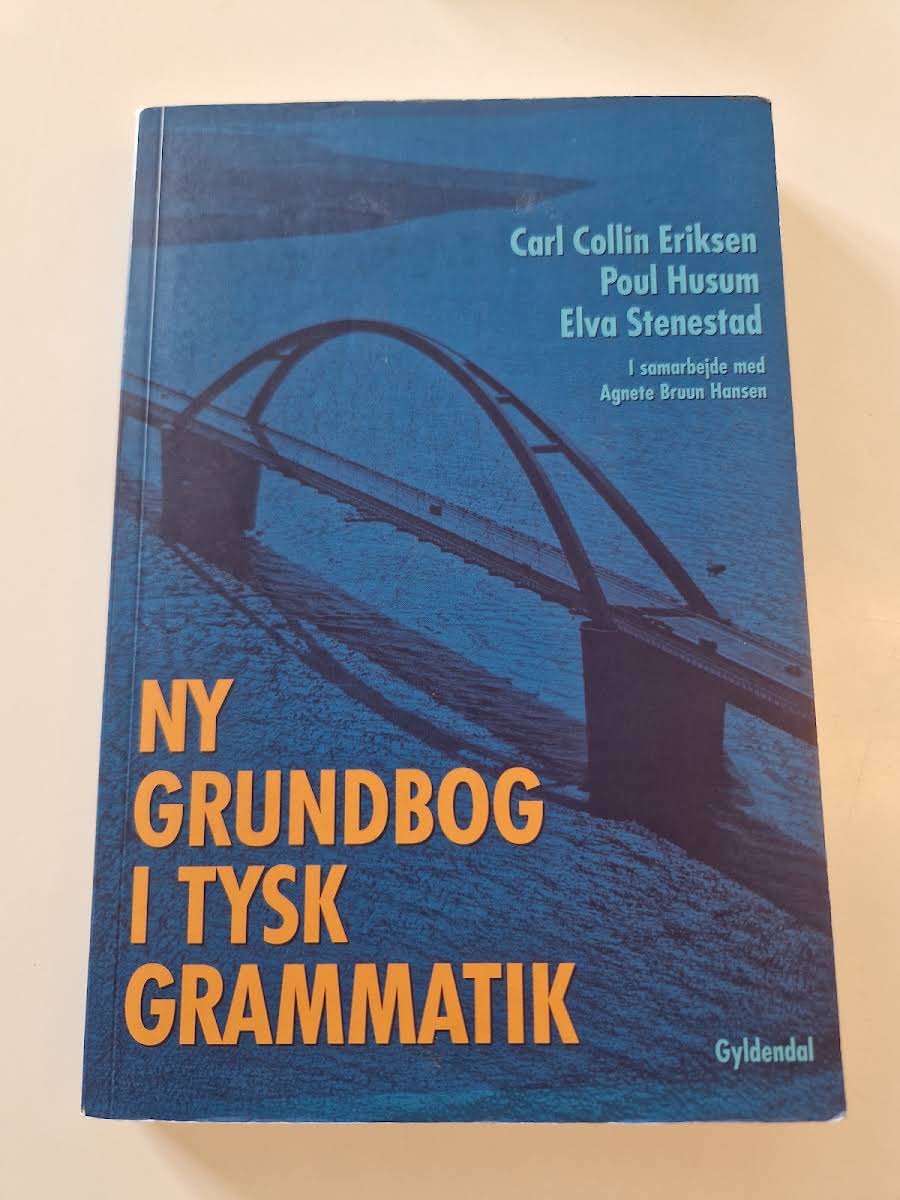 Carl Collin Eriksen
Poul Husum
Elva Stenestad
I samarbejde med
Agnete Bruun Hansen
NY
GRUNDBOG
I TYSK
GRAMMATIK
Gyldendal